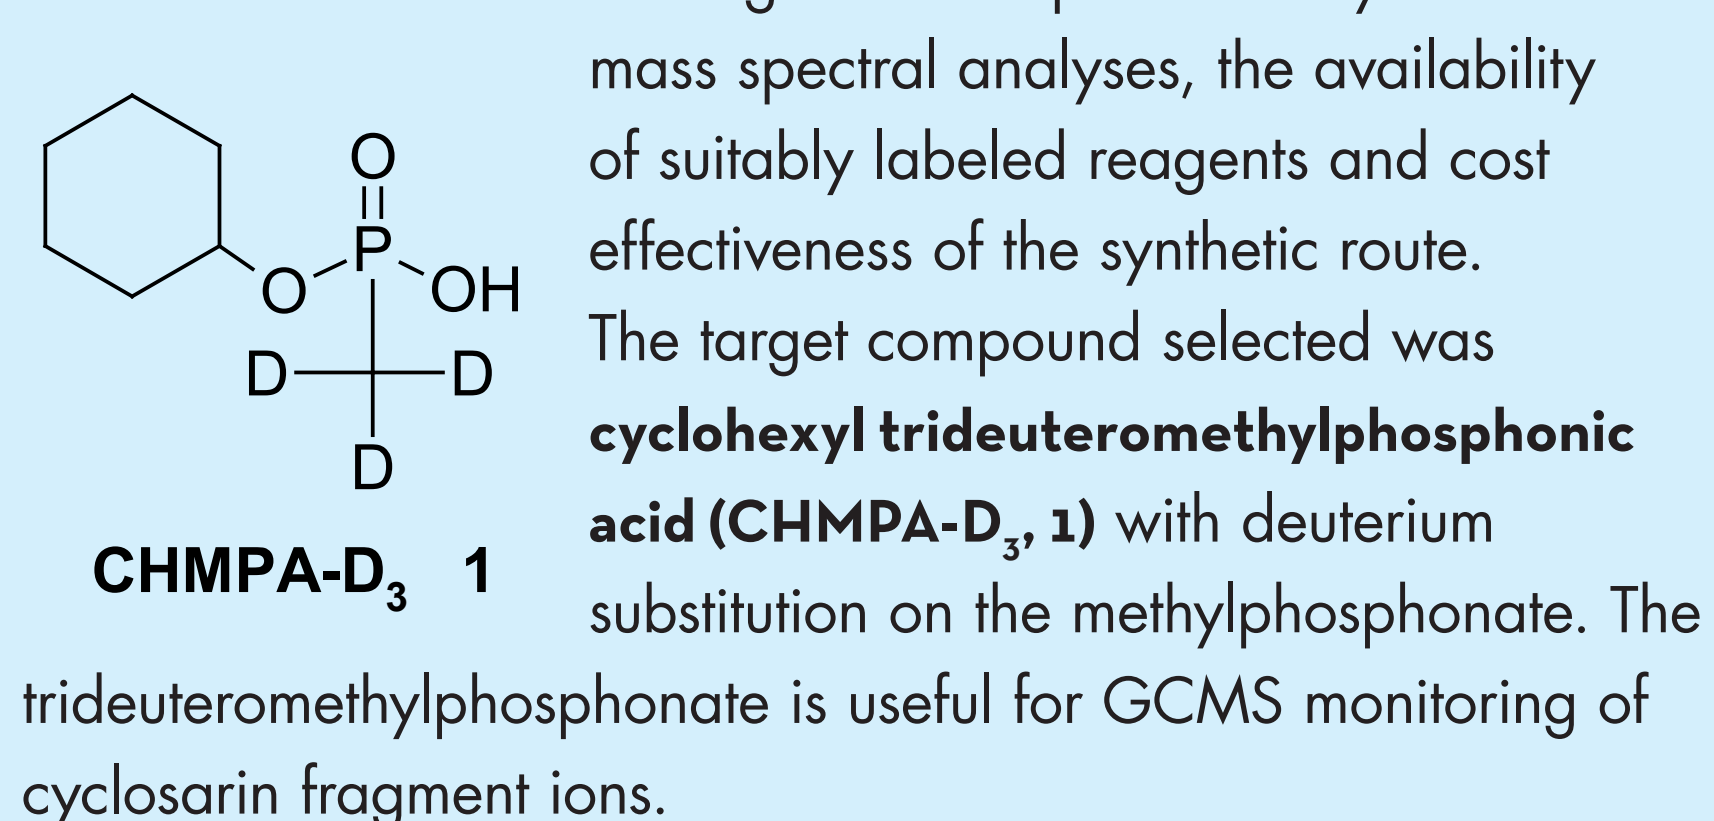 mass spectral analyses, the availability
of suitably labeled reagents and cost
effectiveness of the synthetic route.
The target compound selected was
cyclohexyl trideuteromethylphosphonic
acid (CHMPA-D₃, 1) with deuterium
substitution on the methylphosphonate. The
trideuteromethylphosphonate is useful for GCMS monitoring of
cyclosarin fragment ions.
O
P
O
OH
D
D
D
CHMPA-D₃ 1